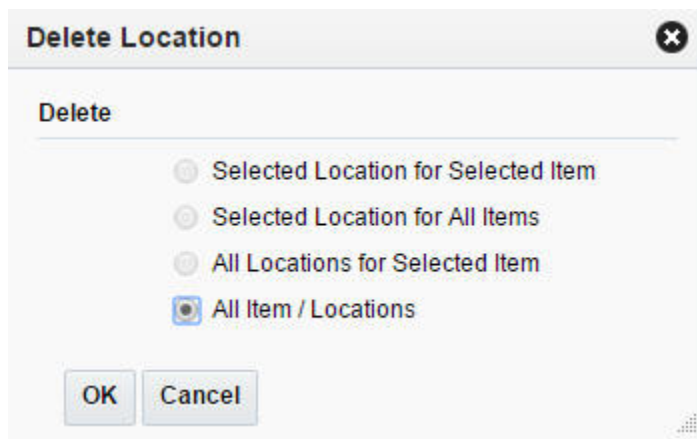 Delete Location
Delete
Selected Location for Selected Item
Selected Location for All Items
All Locations for Selected Item
All Item / Locations
OK Cancel